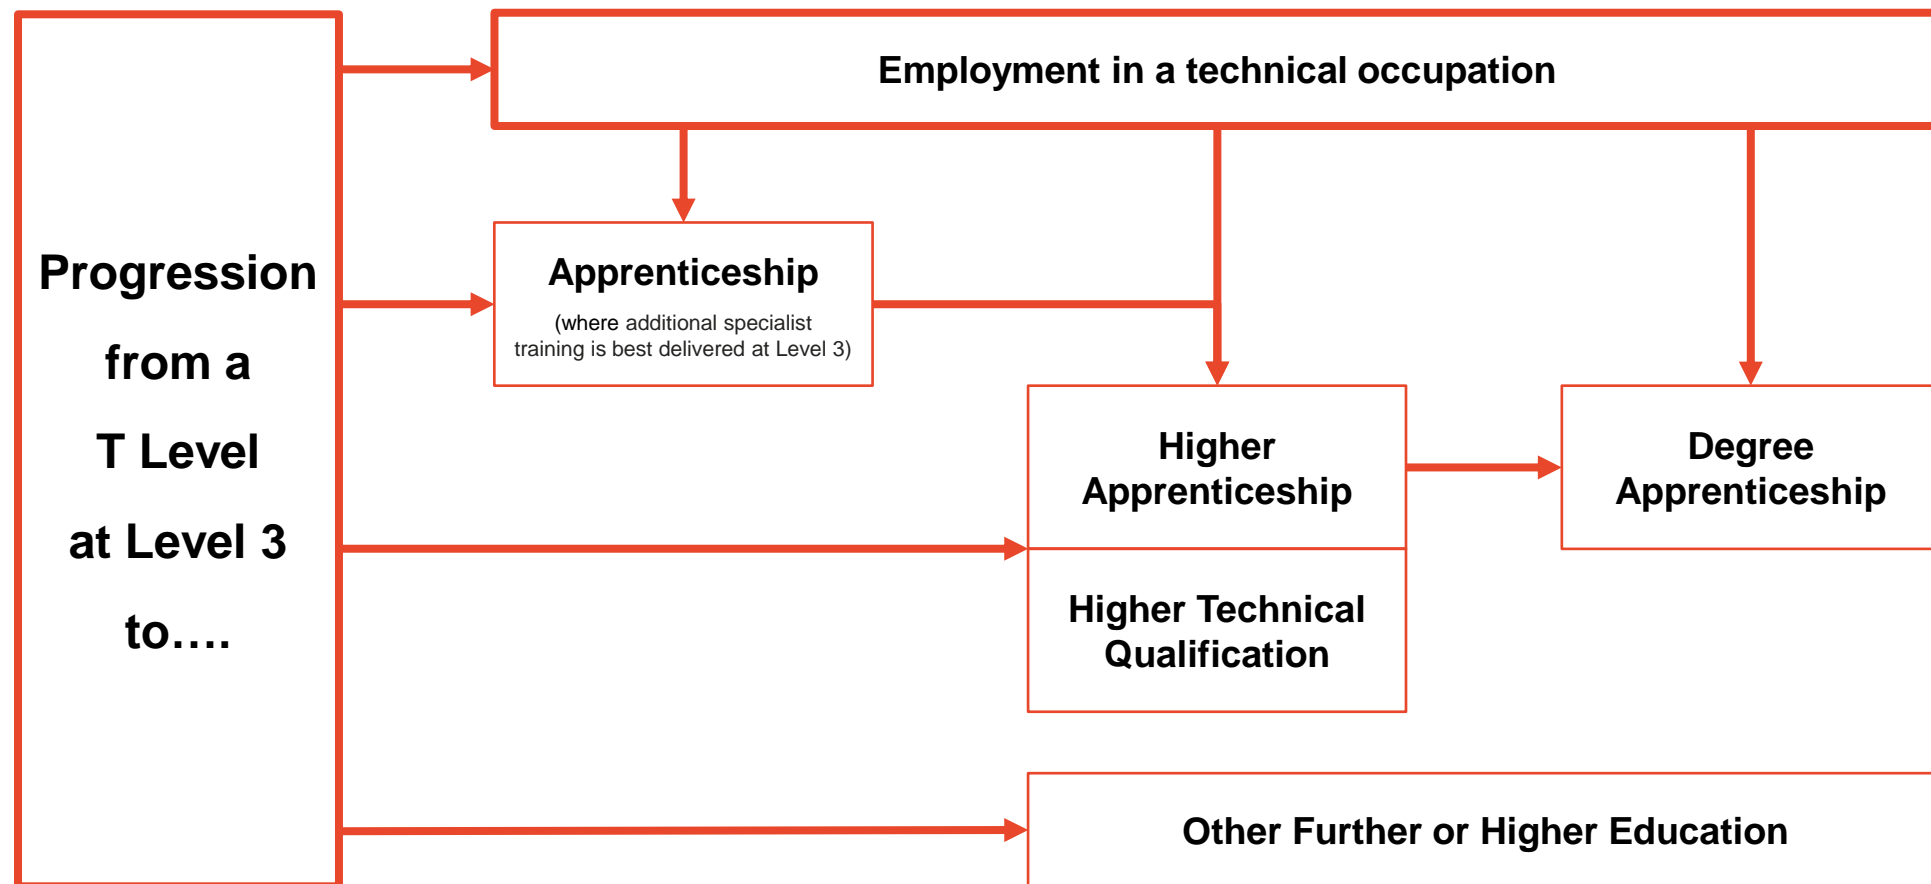 Progression
from a
T Level
at Level 3
to….
Employment in a technical occupation
Apprenticeship
(where additional specialist
training is best delivered at Level 3)
Higher
Apprenticeship
Higher Technical
Qualification
Degree
Apprenticeship
Other Further or Higher Education